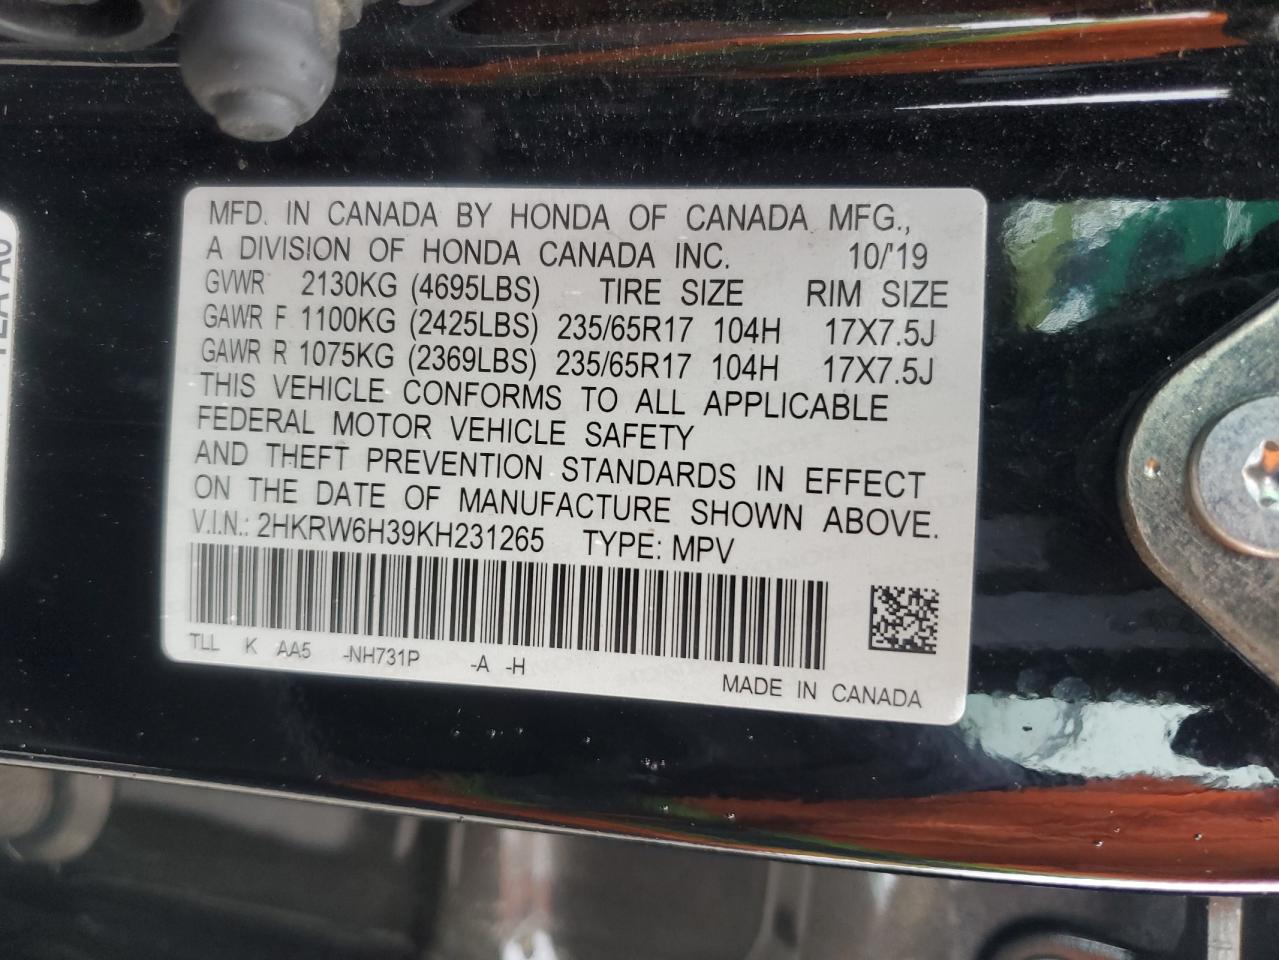 MFD. IN CANADA BY HONDA OF CANADA MFG.,
A DIVISION OF HONDA CANADA INC. 10/'19
GVWR 2130KG (4695LBS) TIRE SIZE RIM SIZE
GAWR F 1100KG (2425LBS) 235/65R17 104H 17X7.5J
GAWR R 1075KG (2369LBS) 235/65R17 104H 17X7.5J
THIS VEHICLE CONFORMS TO ALL APPLICABLE
FEDERAL MOTOR VEHICLE SAFETY
AND THEFT PREVENTION STANDARDS IN EFFECT
ON THE DATE OF MANUFACTURE SHOWN ABOVE.
V.I.N.: 2HKRW6H39KH231265 TYPE: MPV
TLL K AA5 -NH731P -A -H
MADE IN CANADA